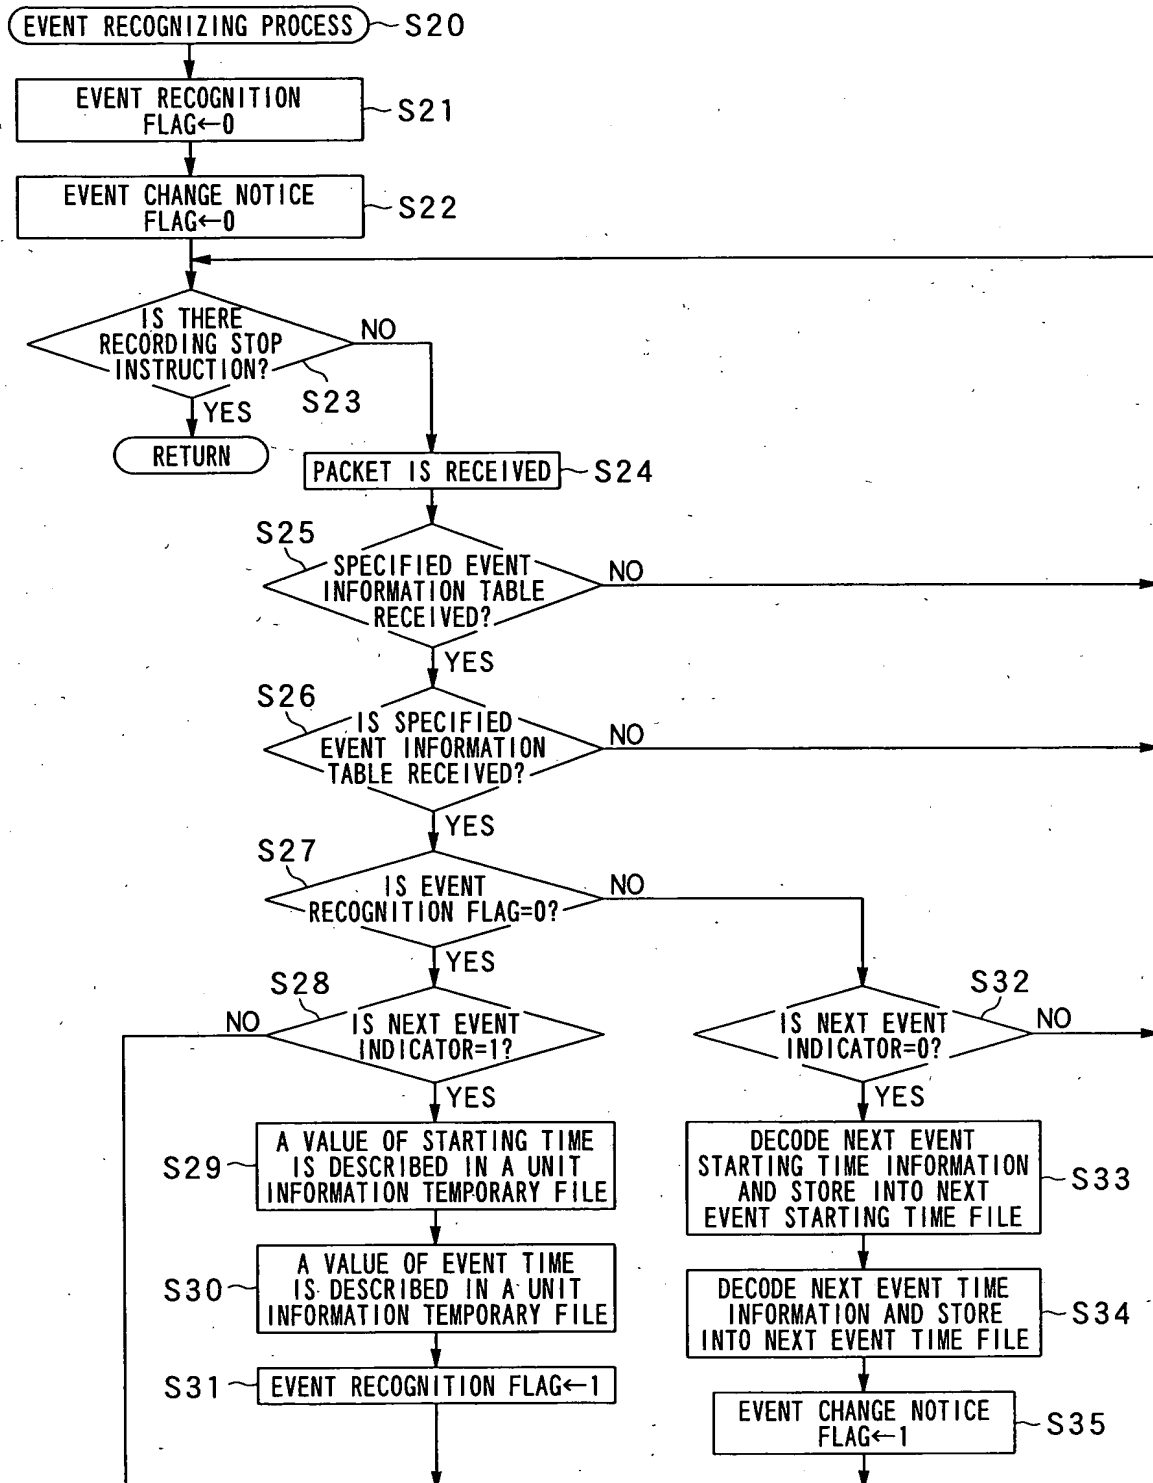 EVENT RECOGNIZING PROCESS
S20
EVENT RECOGNITION
FLAG←0
S21
EVENT CHANGE NOTICE
FLAG←0
S22
IS THERE
RECORDING STOP
INSTRUCTION?
NO
S23
YES
RETURN
PACKET IS RECEIVED
S24
S25
SPECIFIED EVENT
INFORMATION TABLE
RECEIVED?
NO
YES
S26
IS SPECIFIED
EVENT INFORMATION
TABLE RECEIVED?
NO
YES
S27
IS EVENT
RECOGNITION FLAG=0?
NO
YES
S28
NO
IS NEXT EVENT
INDICATOR=1?
YES
S32
IS NEXT EVENT
INDICATOR=0?
NO
YES
S29
A VALUE OF STARTING TIME
IS DESCRIBED IN A UNIT
INFORMATION TEMPORARY FILE
DECODE NEXT EVENT
STARTING TIME INFORMATION
AND STORE INTO NEXT
EVENT STARTING TIME FILE
S33
S30
A VALUE OF EVENT TIME
IS DESCRIBED IN A UNIT
INFORMATION TEMPORARY FILE
DECODE NEXT EVENT TIME
INFORMATION AND STORE
INTO NEXT EVENT TIME FILE
S34
S31
EVENT RECOGNITION FLAG←1
EVENT CHANGE NOTICE
FLAG←1
S35